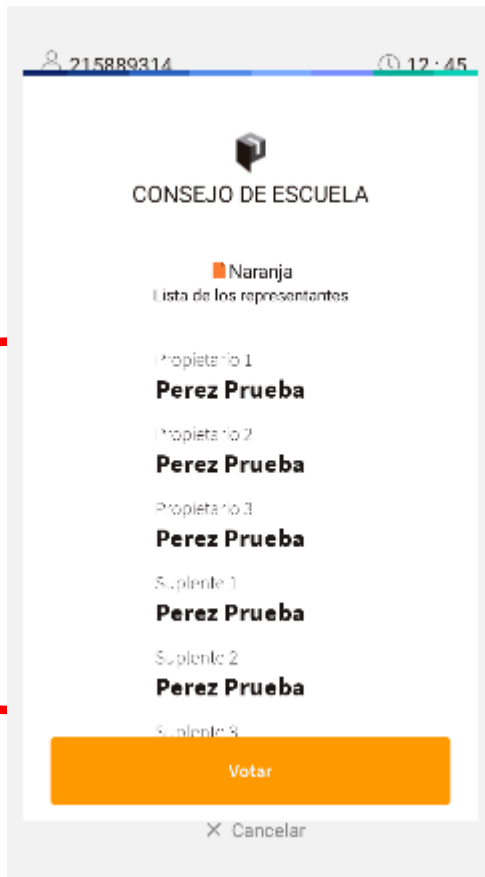 215889314
12:45
CONSEJO DE ESCUELA
Naranja
Lista de los representantes
Propietario 1
Perez Prueba
Propietario 2
Perez Prueba
Propietario 3
Perez Prueba
Suplente 1
Perez Prueba
Suplente 2
Perez Prueba
Suplente 3
Votar
Cancelar